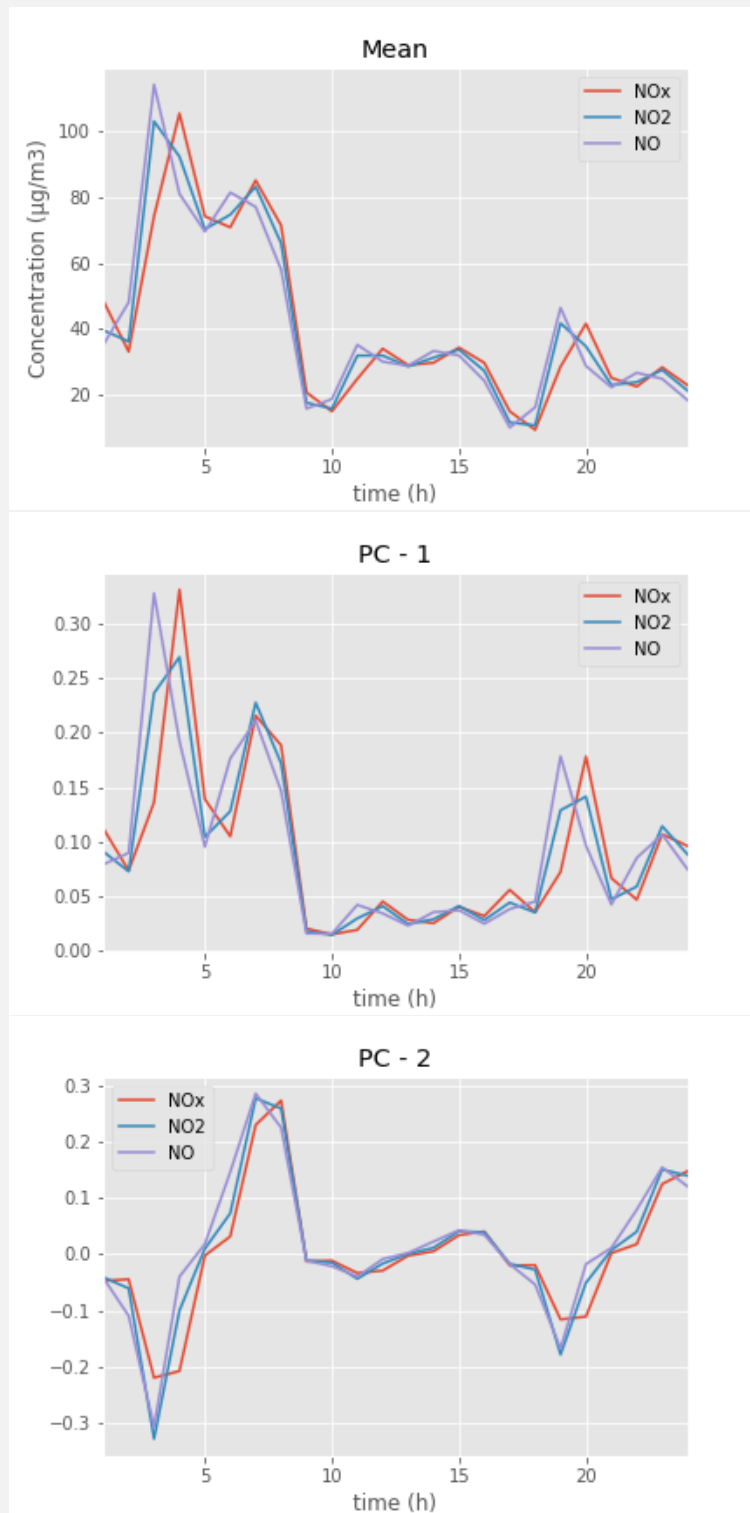 Mean
NOx
NO2
NO
Concentration (µg/m3)
100
80
60
40
20
5 10 15 20
time (h)
PC - 1
NOx
NO2
NO
0.30
0.25
0.20
0.15
0.10
0.05
0.00
5 10 15 20
time (h)
PC - 2
NOx
NO2
NO
0.3
0.2
0.1
0.0
−0.1
−0.2
−0.3
5 10 15 20
time (h)